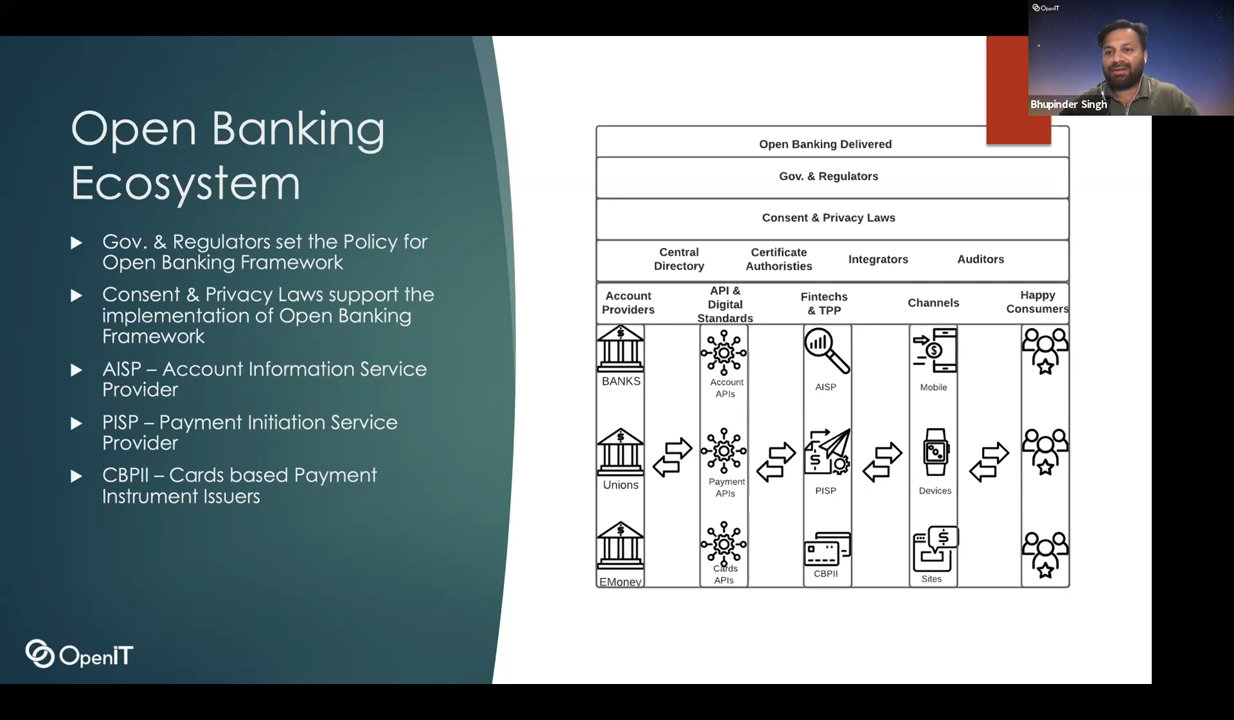 Open Banking
Ecosystem
Gov. & Regulators set the Policy for
Open Banking Framework
Consent & Privacy Laws support the
implementation of Open Banking
Framework
AISP – Account Information Service
Provider
PISP – Payment Initiation Service
Provider
CBPII – Cards based Payment
Instrument Issuers
OpenIT
Open Banking Delivered
Gov. & Regulators
Consent & Privacy Laws
Central
Directory
Certificate
Authoristies
Integrators
Auditors
Account
Providers
API &
Digital
Standards
Fintechs
& TPP
Channels
Happy
Consumers
BANKS
Account
APIs
AISP
Mobile
Unions
Payment
APIs
PISP
Devices
EMoney
Cards
APIs
CBPII
Sites
OpenIT
Bhupinder Singh